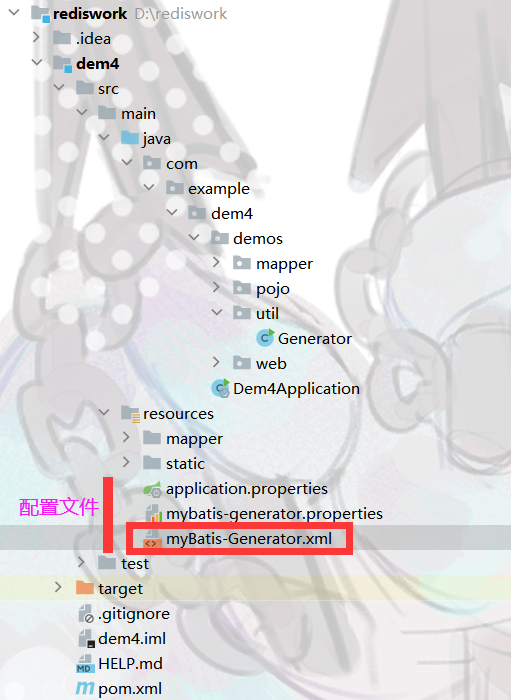 rediswork D:\rediswork
.idea
dem4
src
main
java
com
example
dem4
demos
mapper
pojo
util
Generator
web
Dem4Application
resources
mapper
static
application.properties
配置文件
mybatis-generator.properties
myBatis-Generator.xml
test
target
.gitignore
dem4.iml
MD HELP.md
m pom.xml